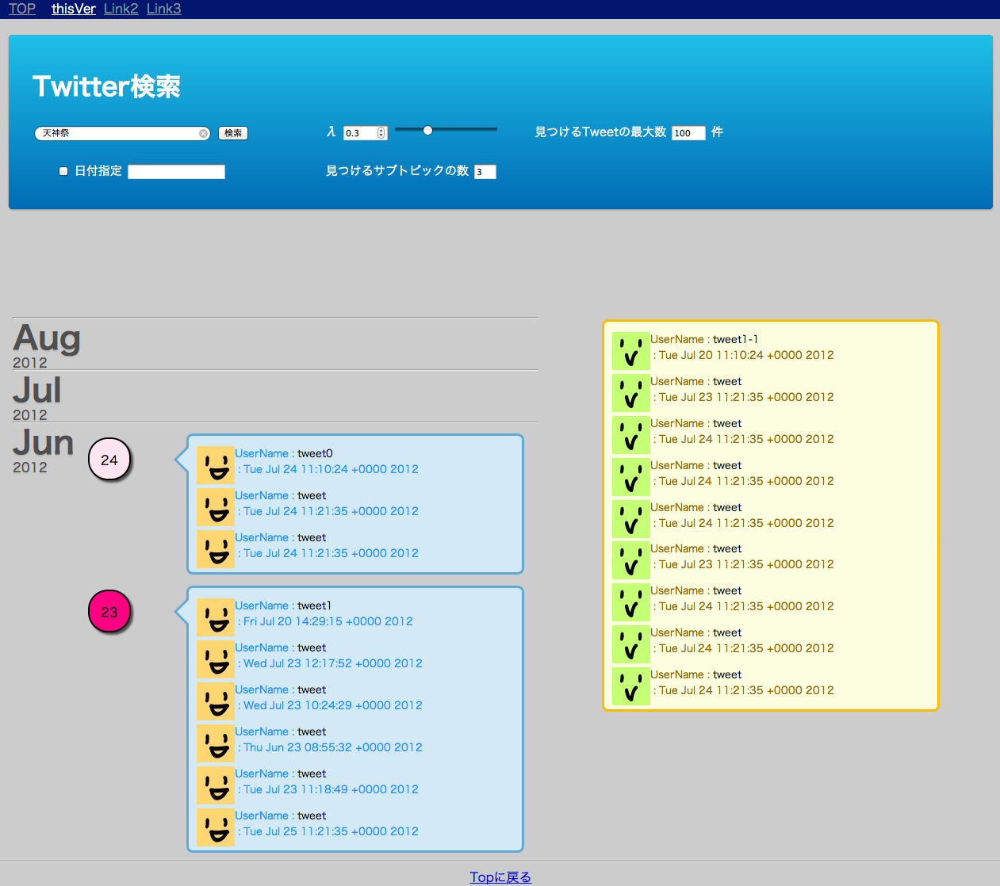 TOP thisVer Link2 Link3
Twitter検索
天神祭 検索 λ 0.3 見つけるTweetの最大数 100 件
日付指定 見つけるサブトピックの数 3
Aug
2012
Jul
2012
Jun
2012
24
UserName : tweet0
: Tue Jul 24 11:10:24 +0000 2012
UserName : tweet
: Tue Jul 24 11:21:35 +0000 2012
UserName : tweet
: Tue Jul 24 11:21:35 +0000 2012
23
UserName : tweet1
: Fri Jul 20 14:29:15 +0000 2012
UserName : tweet
: Wed Jul 23 12:17:52 +0000 2012
UserName : tweet
: Wed Jul 23 10:24:29 +0000 2012
UserName : tweet
: Thu Jun 23 08:55:32 +0000 2012
UserName : tweet
: Tue Jul 23 11:18:49 +0000 2012
UserName : tweet
: Tue Jul 25 11:21:35 +0000 2012
UserName : tweet1-1
: Tue Jul 20 11:10:24 +0000 2012
UserName : tweet
: Tue Jul 23 11:21:35 +0000 2012
UserName : tweet
: Tue Jul 24 11:21:35 +0000 2012
UserName : tweet
: Tue Jul 24 11:21:35 +0000 2012
UserName : tweet
: Tue Jul 24 11:21:35 +0000 2012
UserName : tweet
: Tue Jul 23 11:21:35 +0000 2012
UserName : tweet
: Tue Jul 24 11:21:35 +0000 2012
UserName : tweet
: Tue Jul 24 11:21:35 +0000 2012
UserName : tweet
: Tue Jul 24 11:21:35 +0000 2012
Topに戻る